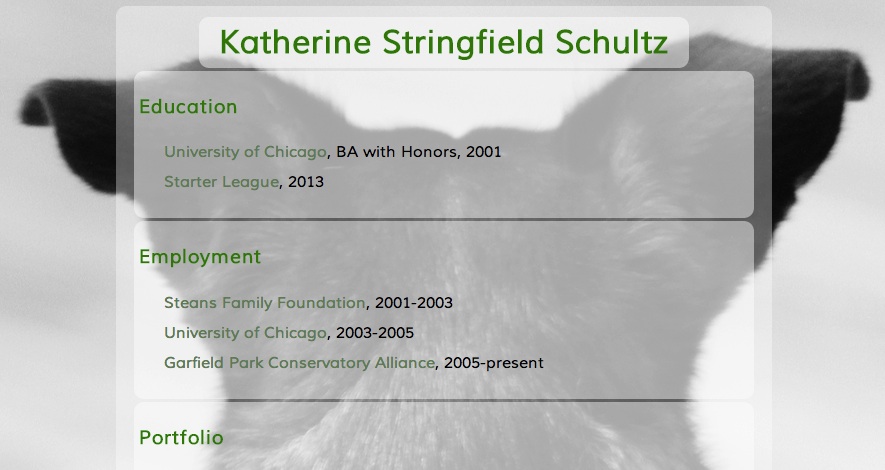 Katherine Stringfield Schultz
Education
University of Chicago, BA with Honors, 2001
Starter League, 2013
Employment
Steans Family Foundation, 2001-2003
University of Chicago, 2003-2005
Garfield Park Conservatory Alliance, 2005-present
Portfolio